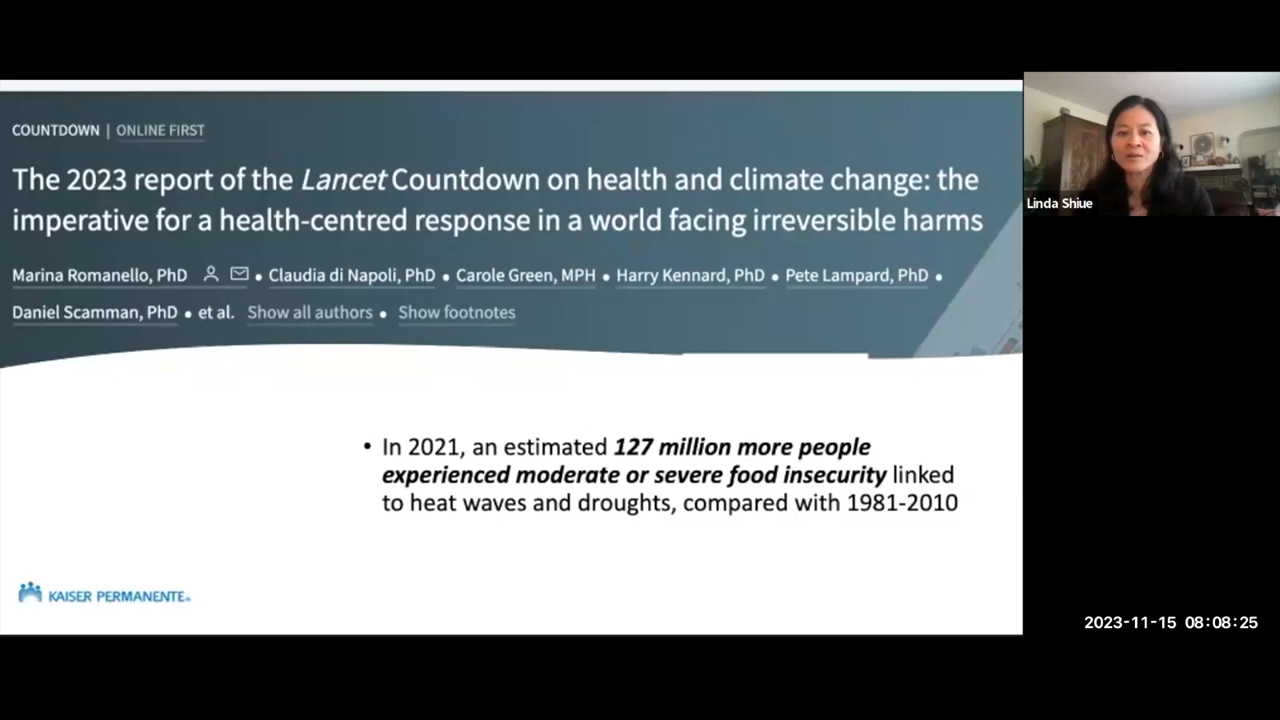 COUNTDOWN | ONLINE FIRST
The 2023 report of the Lancet Countdown on health and climate change: the
imperative for a health-centred response in a world facing irreversible harms
Marina Romanello, PhD • Claudia di Napoli, PhD • Carole Green, MPH • Harry Kennard, PhD • Pete Lampard, PhD •
Daniel Scamman, PhD • et al. Show all authors • Show footnotes
• In 2021, an estimated 127 million more people
experienced moderate or severe food insecurity linked
to heat waves and droughts, compared with 1981-2010
KAISER PERMANENTE
Linda Shiue
2023-11-15 08:08:25